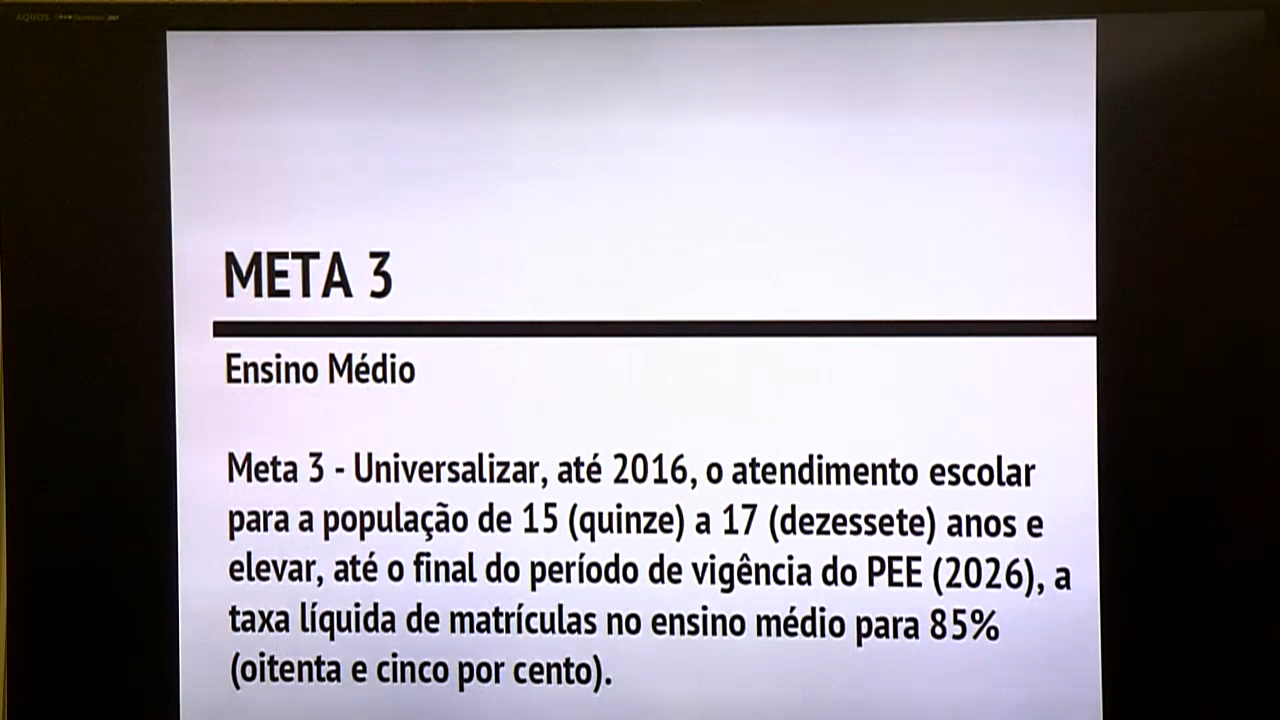 AQUOS
META 3
Ensino Médio
Meta 3 - Universalizar, até 2016, o atendimento escolar
para a população de 15 (quinze) a 17 (dezessete) anos e
elevar, até o final do período de vigência do PEE (2026), a
taxa líquida de matrículas no ensino médio para 85%
(oitenta e cinco por cento).